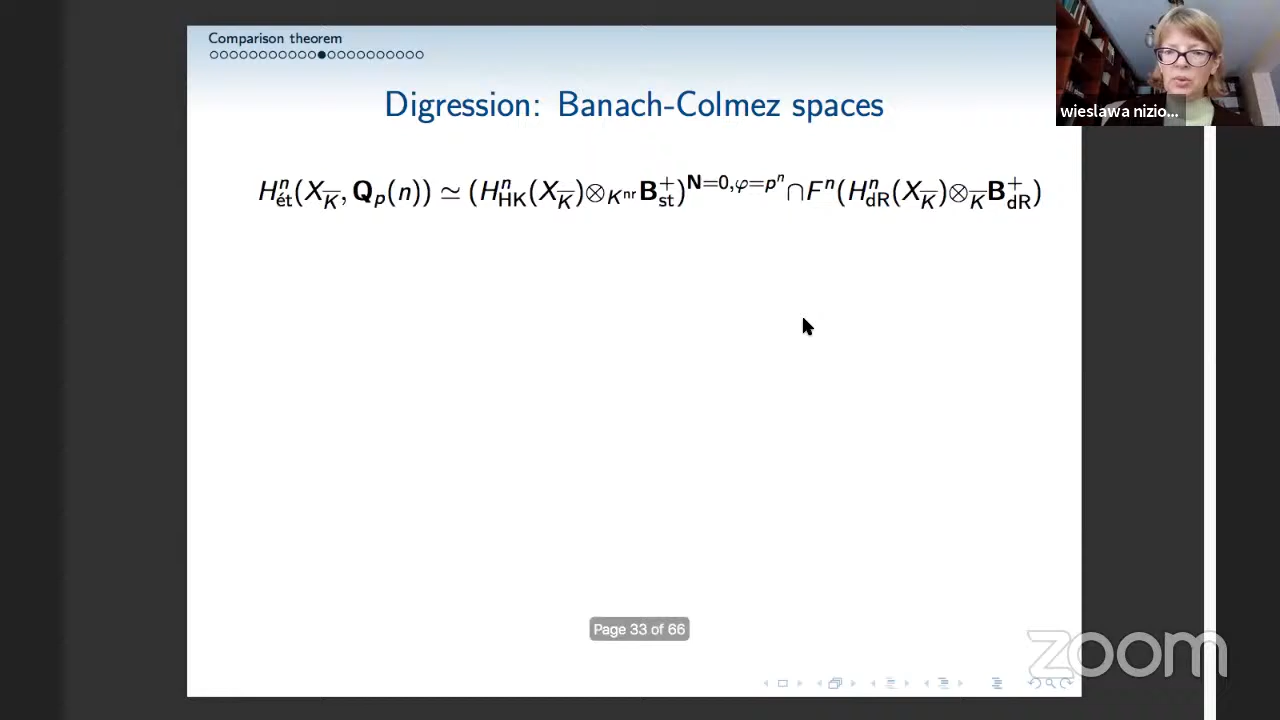 Comparison theorem
Digression: Banach-Colmez spaces
wieslawa nizio...
H^n_ét(X_K̅, Q_p(n)) ≃ (H^n_HK(X_K̅)⊗_{K^nr}B^+_st)^{N=0,φ=p^n}∩F^n(H^n_dR(X_K̅)⊗_K̅B^+_dR)
Page 33 of 66
zoom